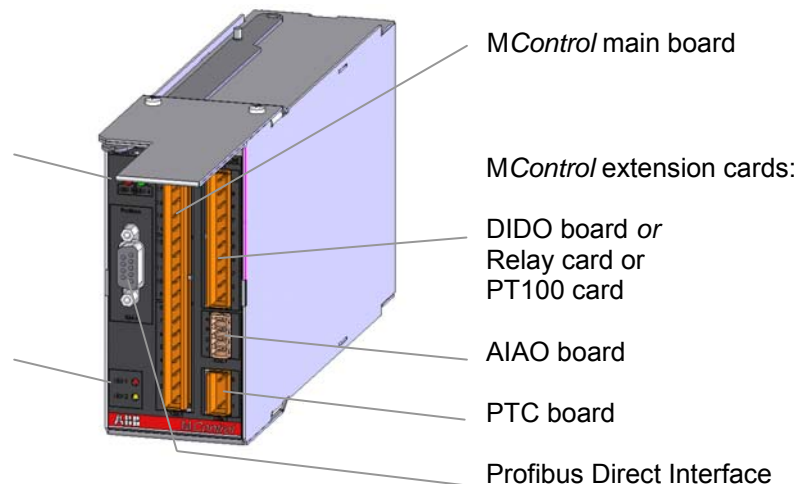 MControl main board
MControl extension cards:
DIDO board or
Relay card or
PT100 card
AIAO board
PTC board
Profibus Direct Interface
ABB
MControl